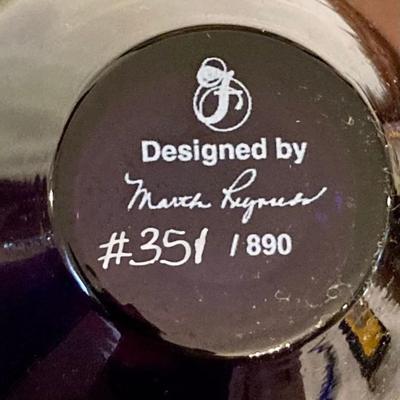 F
Designed by
Martha Reynolds
#351 / 890